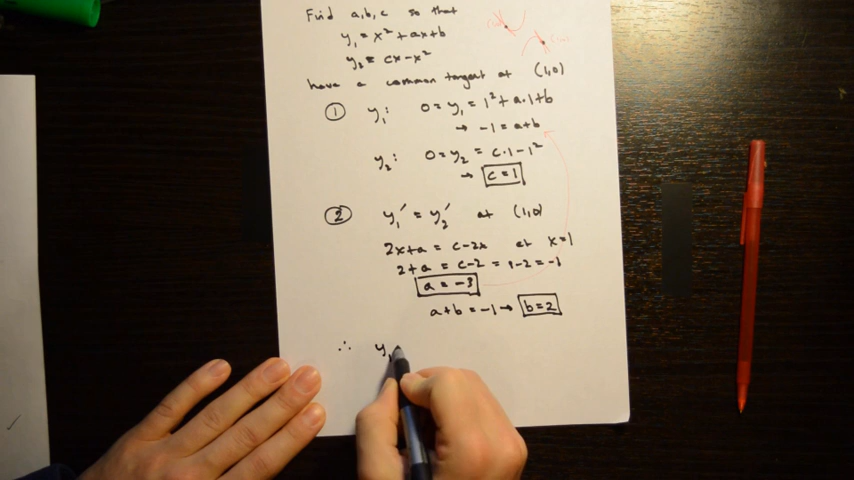 Find a,b,c so that
y₁ = x² + ax + b
y₂ = cx - x²
have a common tangent at (1,0)
① y₁: 0 = y₁ = 1² + a·1 + b
→ -1 = a+b
y₂: 0 = y₂ = c·1 - 1²
→ c = 1
② y₁′ = y₂′ at (1,0)
2x+a = c-2x at x=1
2+a = c-2 = 1-2 = -1
a = -3
a+b = -1 → b=2
∴ y₁